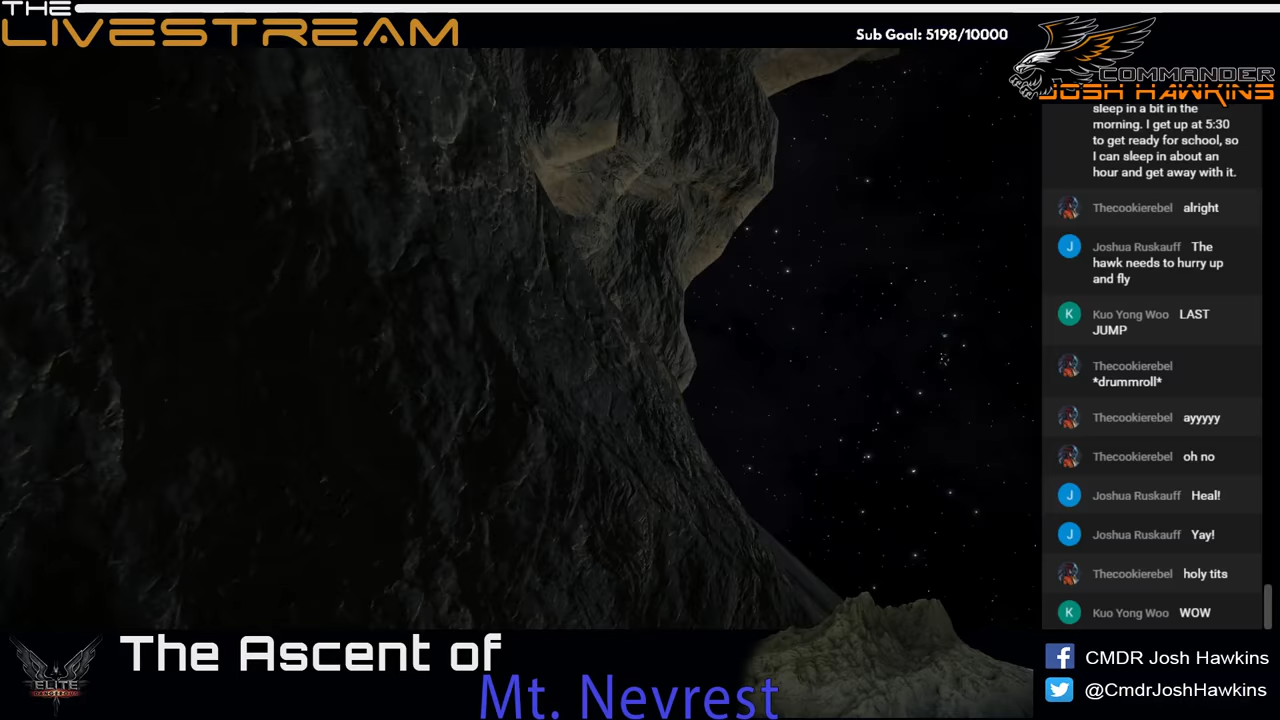 THE
LIVESTREAM
Sub Goal: 5198/10000
COMMANDER
JOSH HAWKINS
sleep in a bit in the
morning. I get up at 5:30
to get ready for school, so
I can sleep in about an
hour and get away with it.
Thecookierebel alright
J Joshua Ruskauff The
hawk needs to hurry up
and fly
K Kuo Yong Woo LAST
JUMP
Thecookierebel
*drummroll*
Thecookierebel ayyyyy
Thecookierebel oh no
J Joshua Ruskauff Heal!
J Joshua Ruskauff Yay!
Thecookierebel holy tits
K Kuo Yong Woo WOW
ELITE
DANGEROUS
The Ascent of
Mt. Nevrest
CMDR Josh Hawkins
@CmdrJoshHawkins